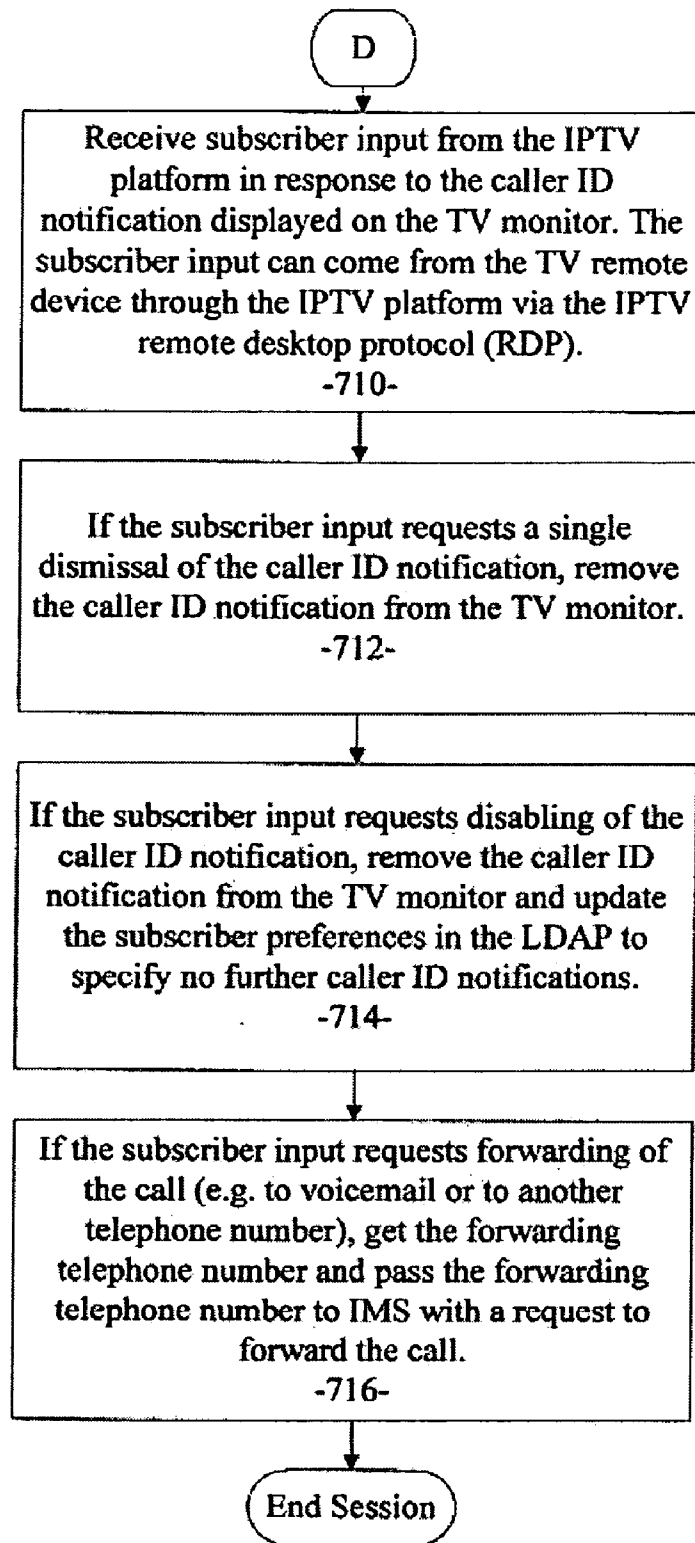 D
Receive subscriber input from the IPTV
platform in response to the caller ID
notification displayed on the TV monitor. The
subscriber input can come from the TV remote
device through the IPTV platform via the IPTV
remote desktop protocol (RDP).
-710-
If the subscriber input requests a single
dismissal of the caller ID notification, remove
the caller ID notification from the TV monitor.
-712-
If the subscriber input requests disabling of the
caller ID notification, remove the caller ID
notification from the TV monitor and update
the subscriber preferences in the LDAP to
specify no further caller ID notifications.
-714-
If the subscriber input requests forwarding of
the call (e.g. to voicemail or to another
telephone number), get the forwarding
telephone number and pass the forwarding
telephone number to IMS with a request to
forward the call.
-716-
End Session